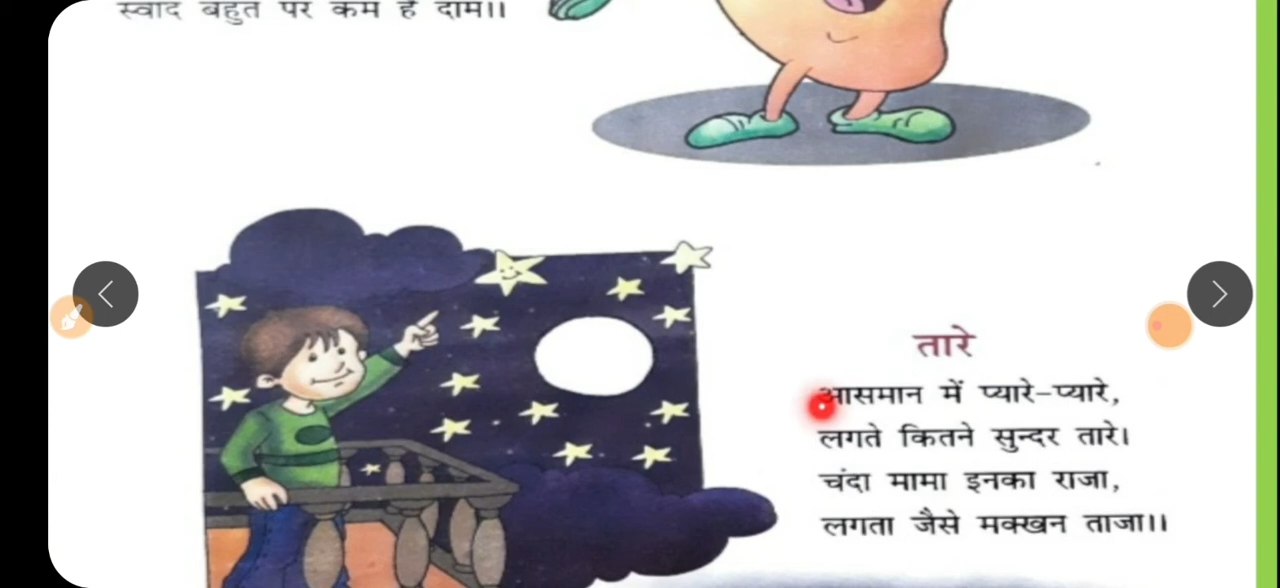 स्वाद बहुत पर कम है दाम।।
तारे
आसमान में प्यारे-प्यारे,
लगते कितने सुन्दर तारे।
चंदा मामा इनका राजा,
लगता जैसे मक्खन ताजा।।